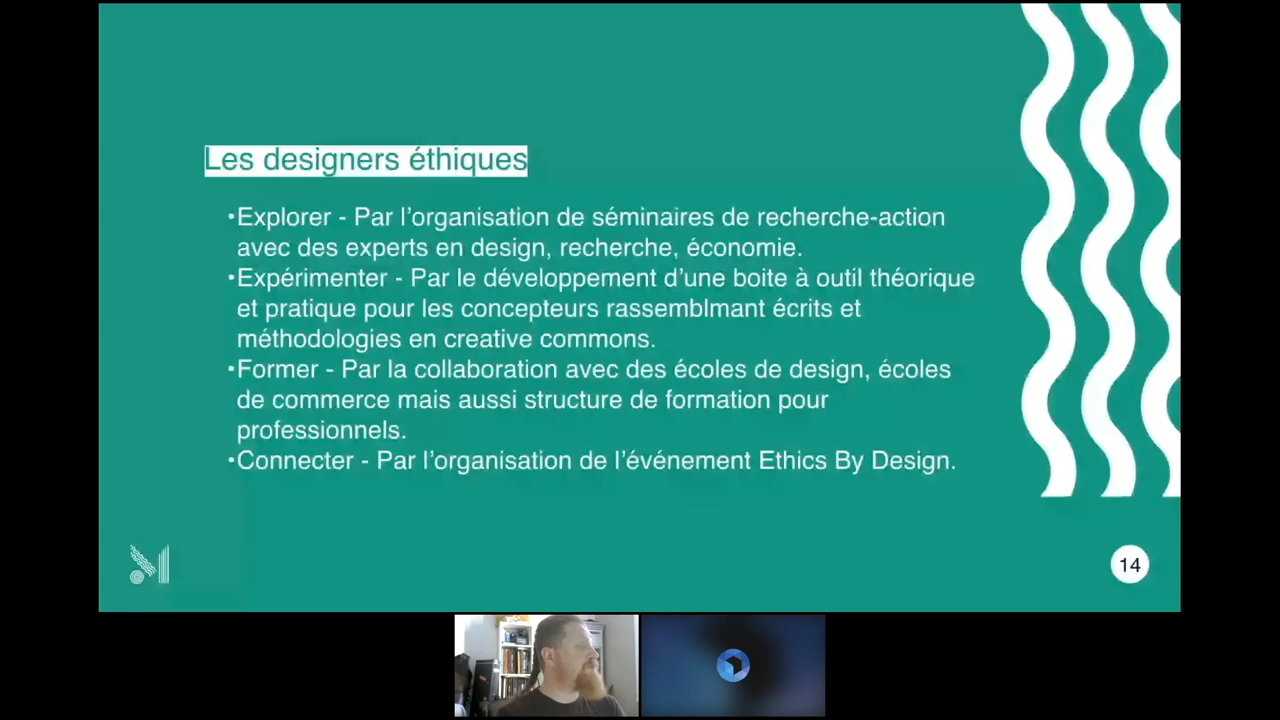 Les designers éthiques
•Explorer - Par l’organisation de séminaires de recherche-action
avec des experts en design, recherche, économie.
•Expérimenter - Par le développement d’une boite à outil théorique
et pratique pour les concepteurs rassemblmant écrits et
méthodologies en creative commons.
•Former - Par la collaboration avec des écoles de design, écoles
de commerce mais aussi structure de formation pour
professionnels.
•Connecter - Par l’organisation de l’événement Ethics By Design.
14